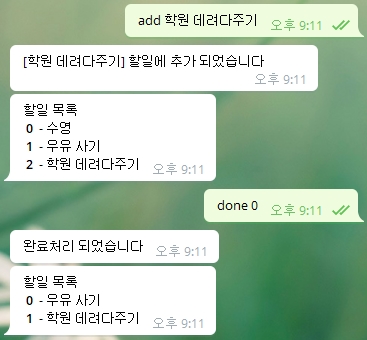 add 학원 데려다주기 오후 9:11
[학원 데려다주기] 할일에 추가 되었습니다
오후 9:11
할일 목록
0 - 수영
1 - 우유 사기
2 - 학원 데려다주기 오후 9:11
done 0 오후 9:11
완료처리 되었습니다 오후 9:11
할일 목록
0 - 우유 사기
1 - 학원 데려다주기 오후 9:11